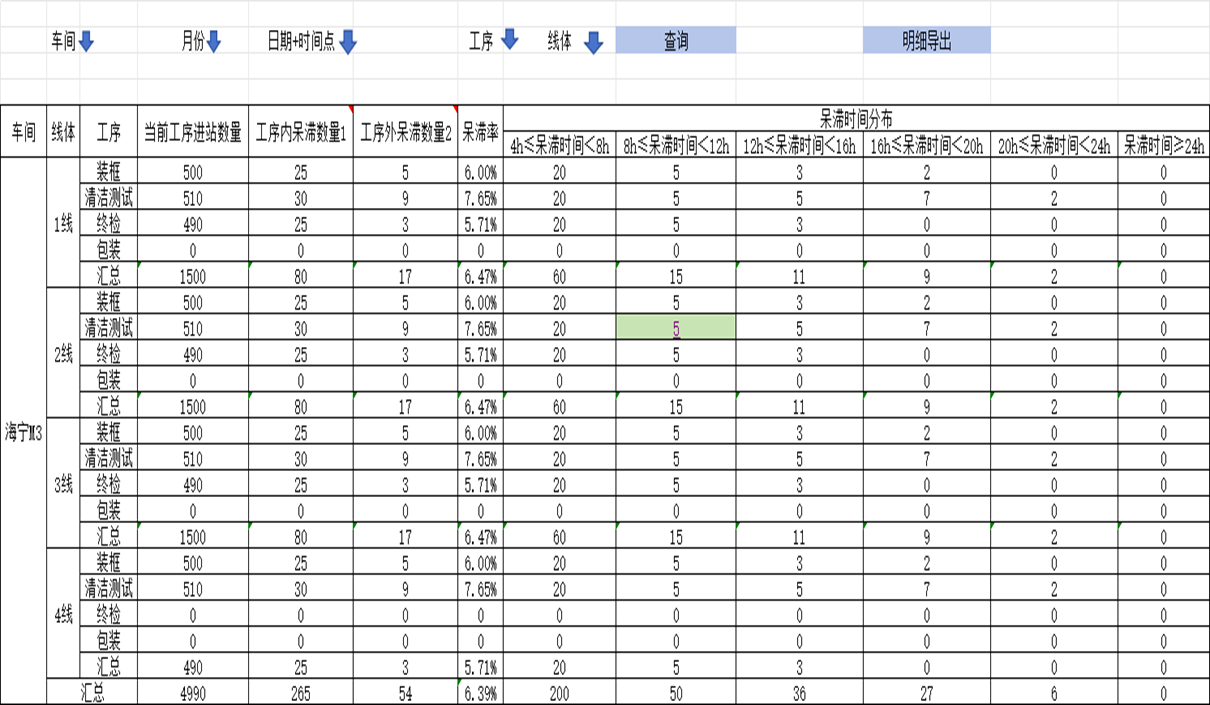 车间 月份 日期+时间点 工序 线体 查询 明细导出
车间 线体 工序 当前工序进站数量 工序内呆滞数量1 工序外呆滞数量2 呆滞率 呆滞时间分布
4h≤呆滞时间<8h 8h≤呆滞时间<12h 12h≤呆滞时间<16h 16h≤呆滞时间<20h 20h≤呆滞时间<24h 呆滞时间≥24h
海宁M3
1线
装框 500 25 5 6.00% 20 5 3 2 0 0
清洁测试 510 30 9 7.65% 20 5 5 7 2 0
终检 490 25 3 5.71% 20 5 3 0 0 0
包装 0 0 0 0 0 0 0 0 0 0
汇总 1500 80 17 6.47% 60 15 11 9 2 0
2线
装框 500 25 5 6.00% 20 5 3 2 0 0
清洁测试 510 30 9 7.65% 20 5 5 7 2 0
终检 490 25 3 5.71% 20 5 3 0 0 0
包装 0 0 0 0 0 0 0 0 0 0
汇总 1500 80 17 6.47% 60 15 11 9 2 0
3线
装框 500 25 5 6.00% 20 5 3 2 0 0
清洁测试 510 30 9 7.65% 20 5 5 7 2 0
终检 490 25 3 5.71% 20 5 3 0 0 0
包装 0 0 0 0 0 0 0 0 0 0
汇总 1500 80 17 6.47% 60 15 11 9 2 0
4线
装框 500 25 5 6.00% 20 5 3 2 0 0
清洁测试 510 30 9 7.65% 20 5 5 7 2 0
终检 0 0 0 0 0 0 0 0 0 0
包装 0 0 0 0 0 0 0 0 0 0
汇总 490 25 3 5.71% 20 5 3 0 0 0
汇总 4990 265 54 6.39% 200 50 36 27 6 0